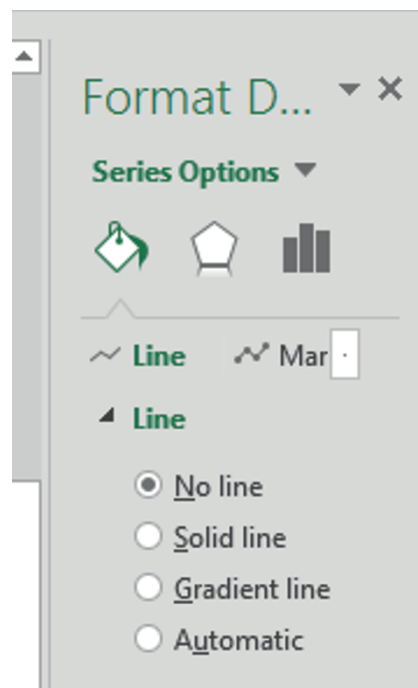 Format D...
Series Options
Line Mar
Line
No line
Solid line
Gradient line
Automatic